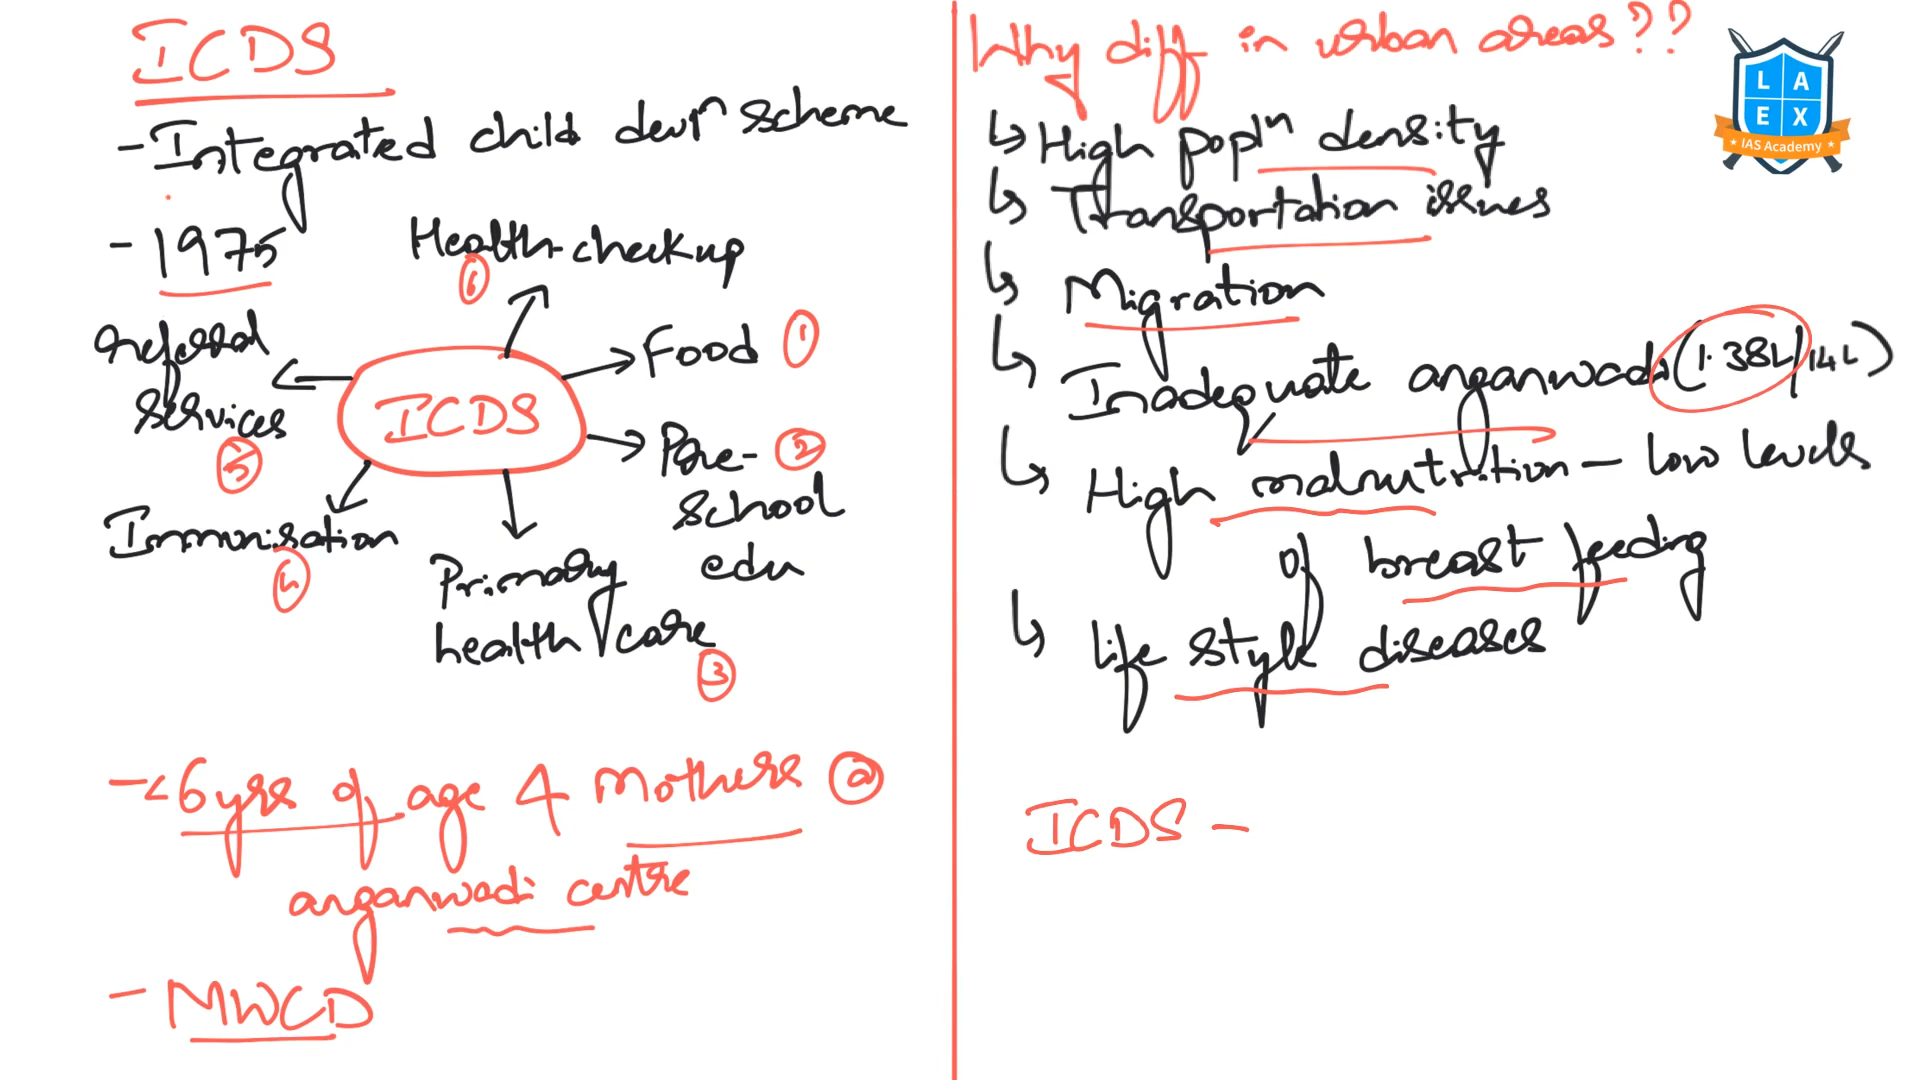 ICDS
- Integrated child devpn scheme
- 1975
Health-checkup
6
Food 1
Referral
services
5
ICDS
Pre- 2
school
edu
Immunisation
4
Primary
health care
3
- < 6yrs of age & Mothers @
anganwadi centre
- MWCD
Why diff in urban areas??
↳ High popln density
↳ Transportation issues
↳ Migration
↳ Inadequate anganwadi (1.38L/14L)
↳ High malnutrition - low levels
of breast feeding
↳ life style diseases
ICDS -
L A
E X
IAS Academy